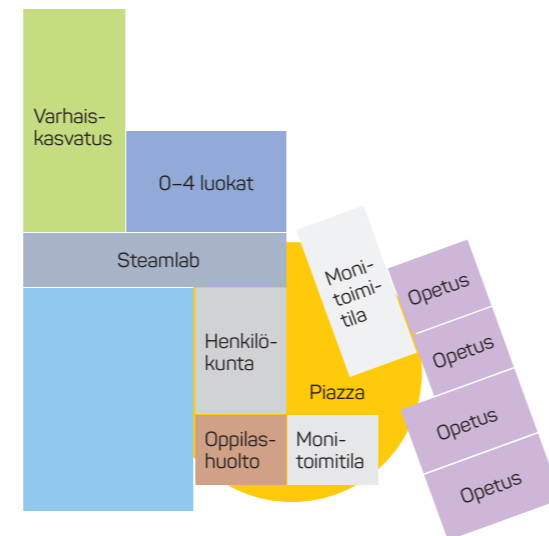 Varhais-
kasvatus
0–4 luokat
Steamlab
Moni-
toimi-
tila
Opetus
Opetus
Henkilö-
kunta
Piazza
Opetus
Oppilas-
huolto
Moni-
toimitila
Opetus